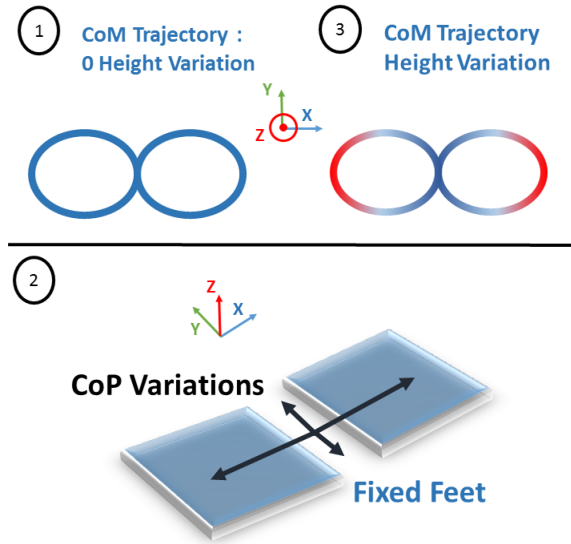 1
CoM Trajectory :
0 Height Variation
3
CoM Trajectory
Height Variation
Y
X
Z
2
Z
X
Y
CoP Variations
Fixed Feet